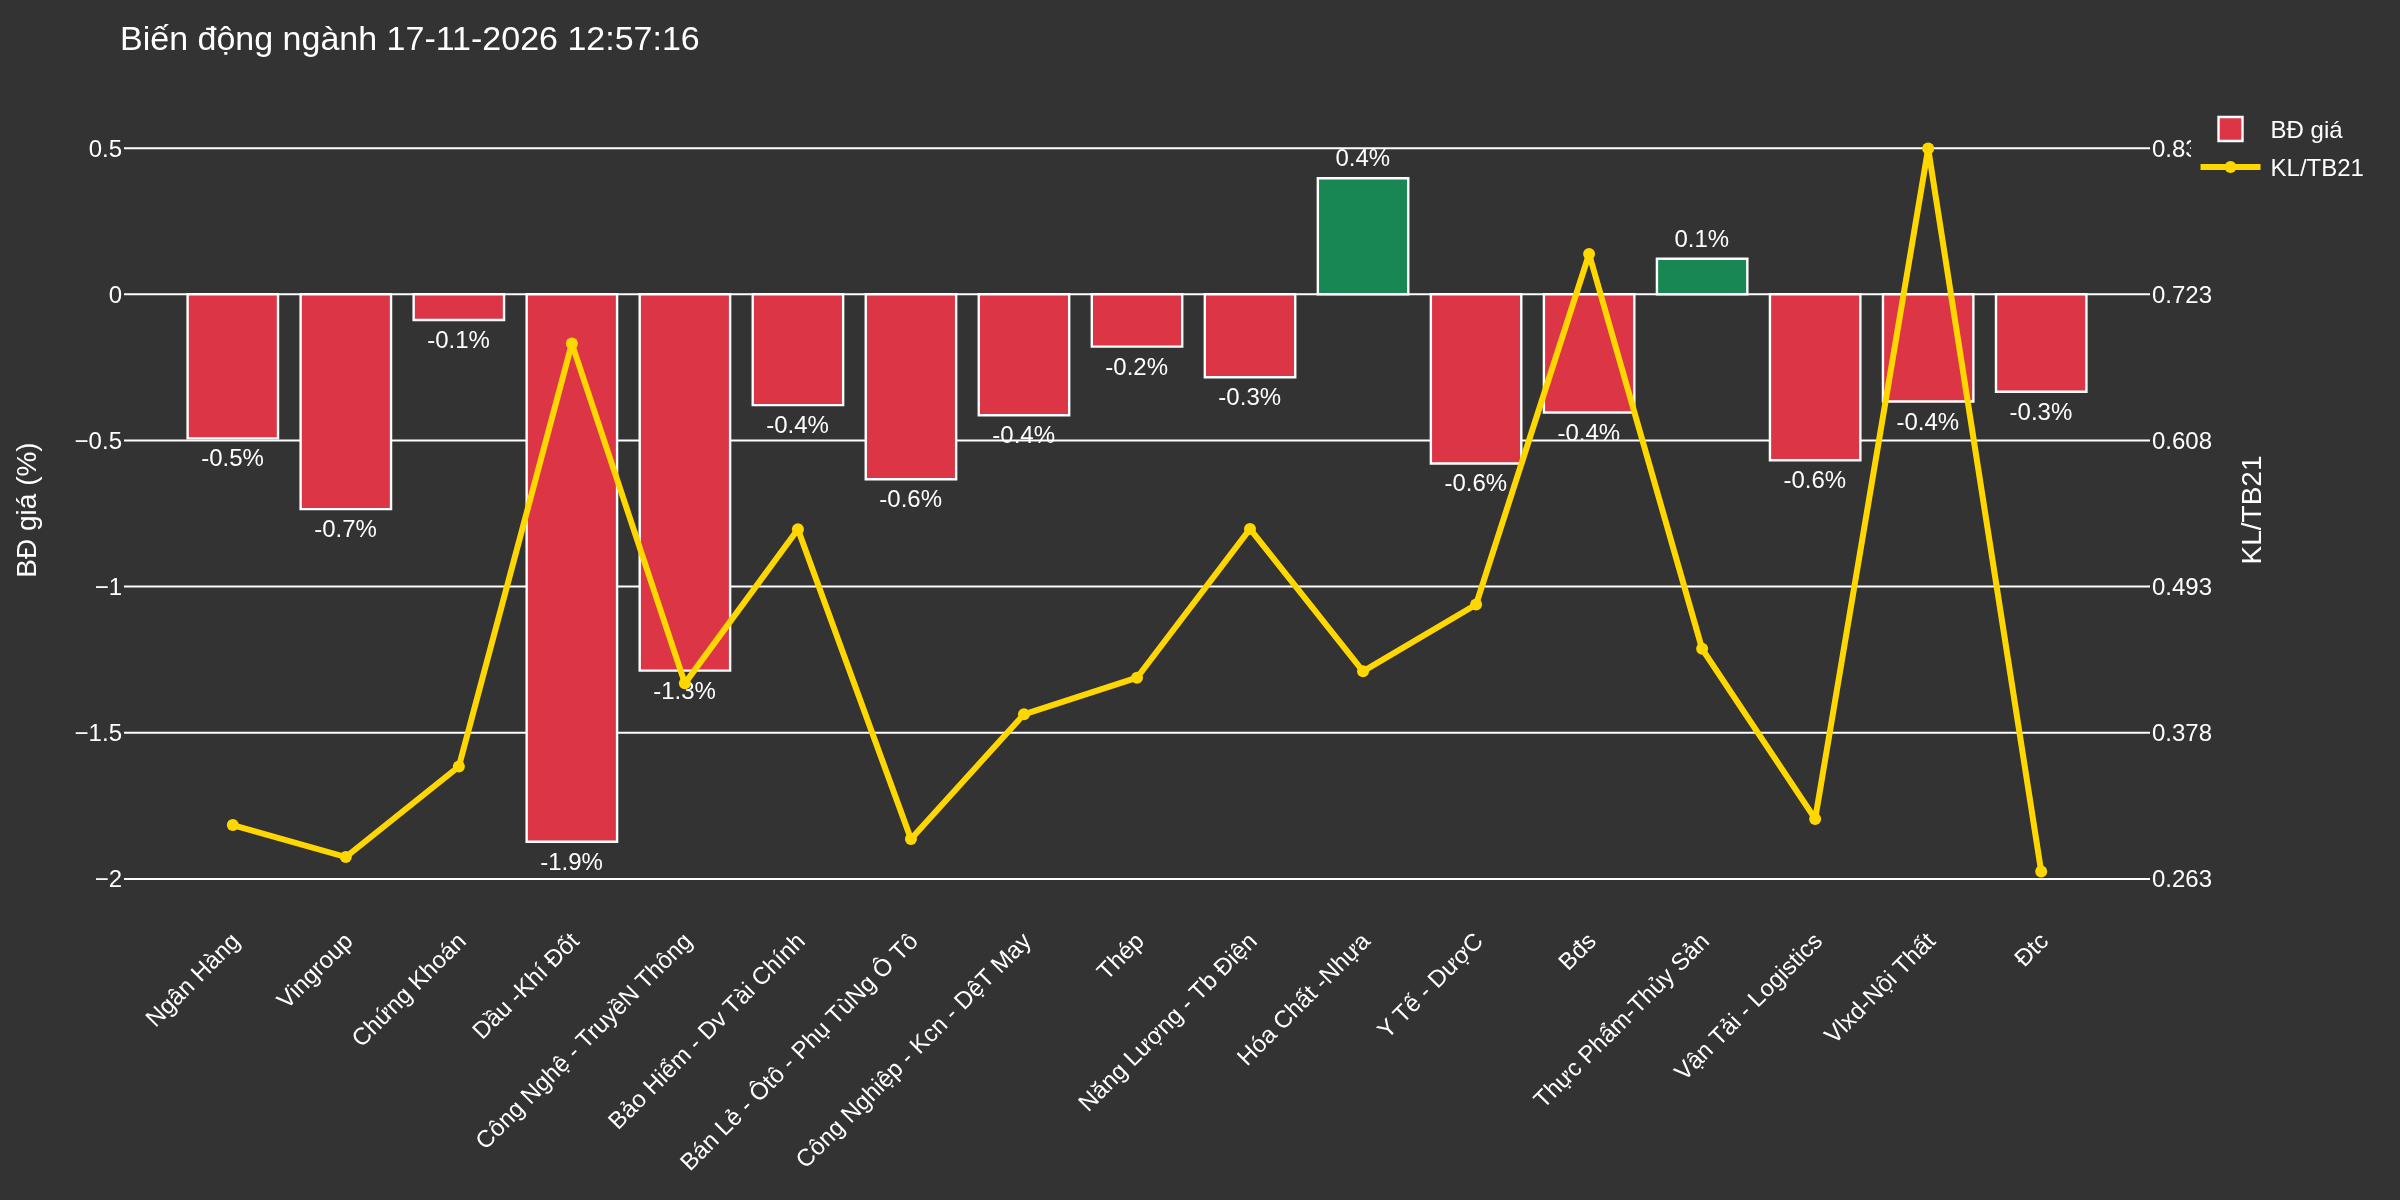 Biến động ngành 17-11-2026 12:57:16
BĐ giá
KL/TB21
0.5
0
−0.5
−1
−1.5
−2
BĐ giá (%)
0.723
0.608
0.493
0.378
0.263
KL/TB21
-0.5%
-0.7%
-0.1%
-1.9%
-1.3%
-0.4%
-0.6%
-0.4%
-0.2%
-0.3%
0.4%
-0.6%
-0.4%
0.1%
-0.6%
-0.4%
-0.3%
Ngân Hàng
Vingroup
Chứng Khoán
Dầu -Khí Đốt
Công Nghệ - TruyềN Thông
Bảo Hiểm - Dv Tài Chính
Bán Lẻ - Ôtô - Phụ TùNg Ô Tô
Công Nghiệp - Kcn - DệT May
Thép
Năng Lượng - Tb Điện
Hóa Chất -Nhựa
Y Tế - DượC
Bđs
Thực Phẩm-Thủy Sản
Vận Tải - Logistics
Vlxd-Nội Thất
Đtc